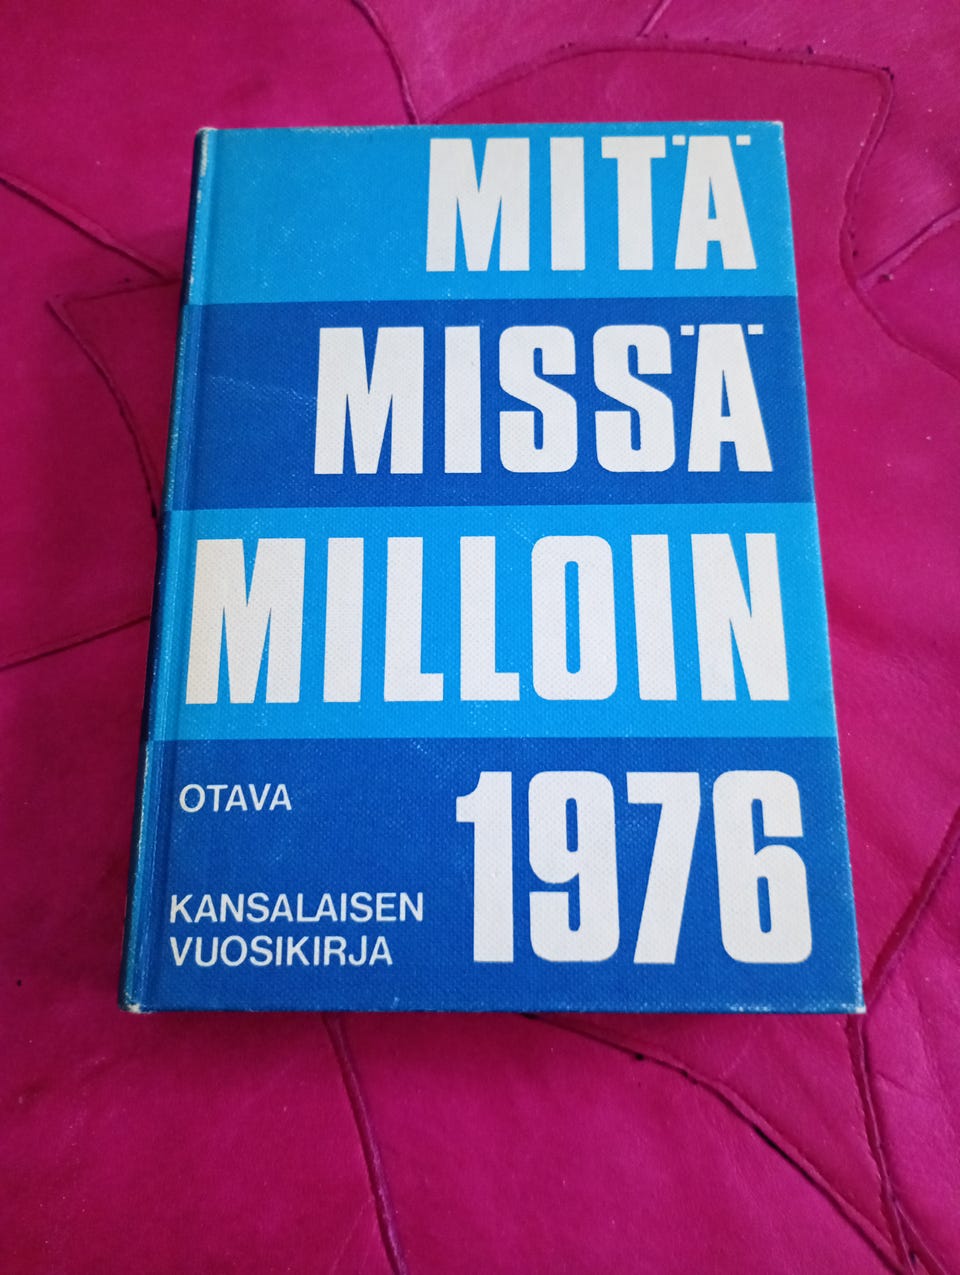 MITÄ
MISSÄ
MILLOIN
1976
OTAVA
KANSALAISEN
VUOSIKIRJA